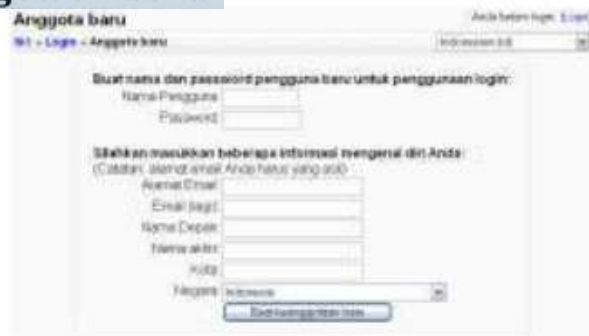 Anggota baru
Anda belum login. (Login)
» Login » Anggota baru
Indonesian (id)
Buat nama dan password pengguna baru untuk penggunaan login:
Nama Pengguna
Password
Silahkan masukkan beberapa informasi mengenai diri Anda:
(Catatan: alamat email Anda harus yang asli)
Alamat Email
Email (lagi)
Nama Depan
Nama akhir
Kota
Negara Indonesia